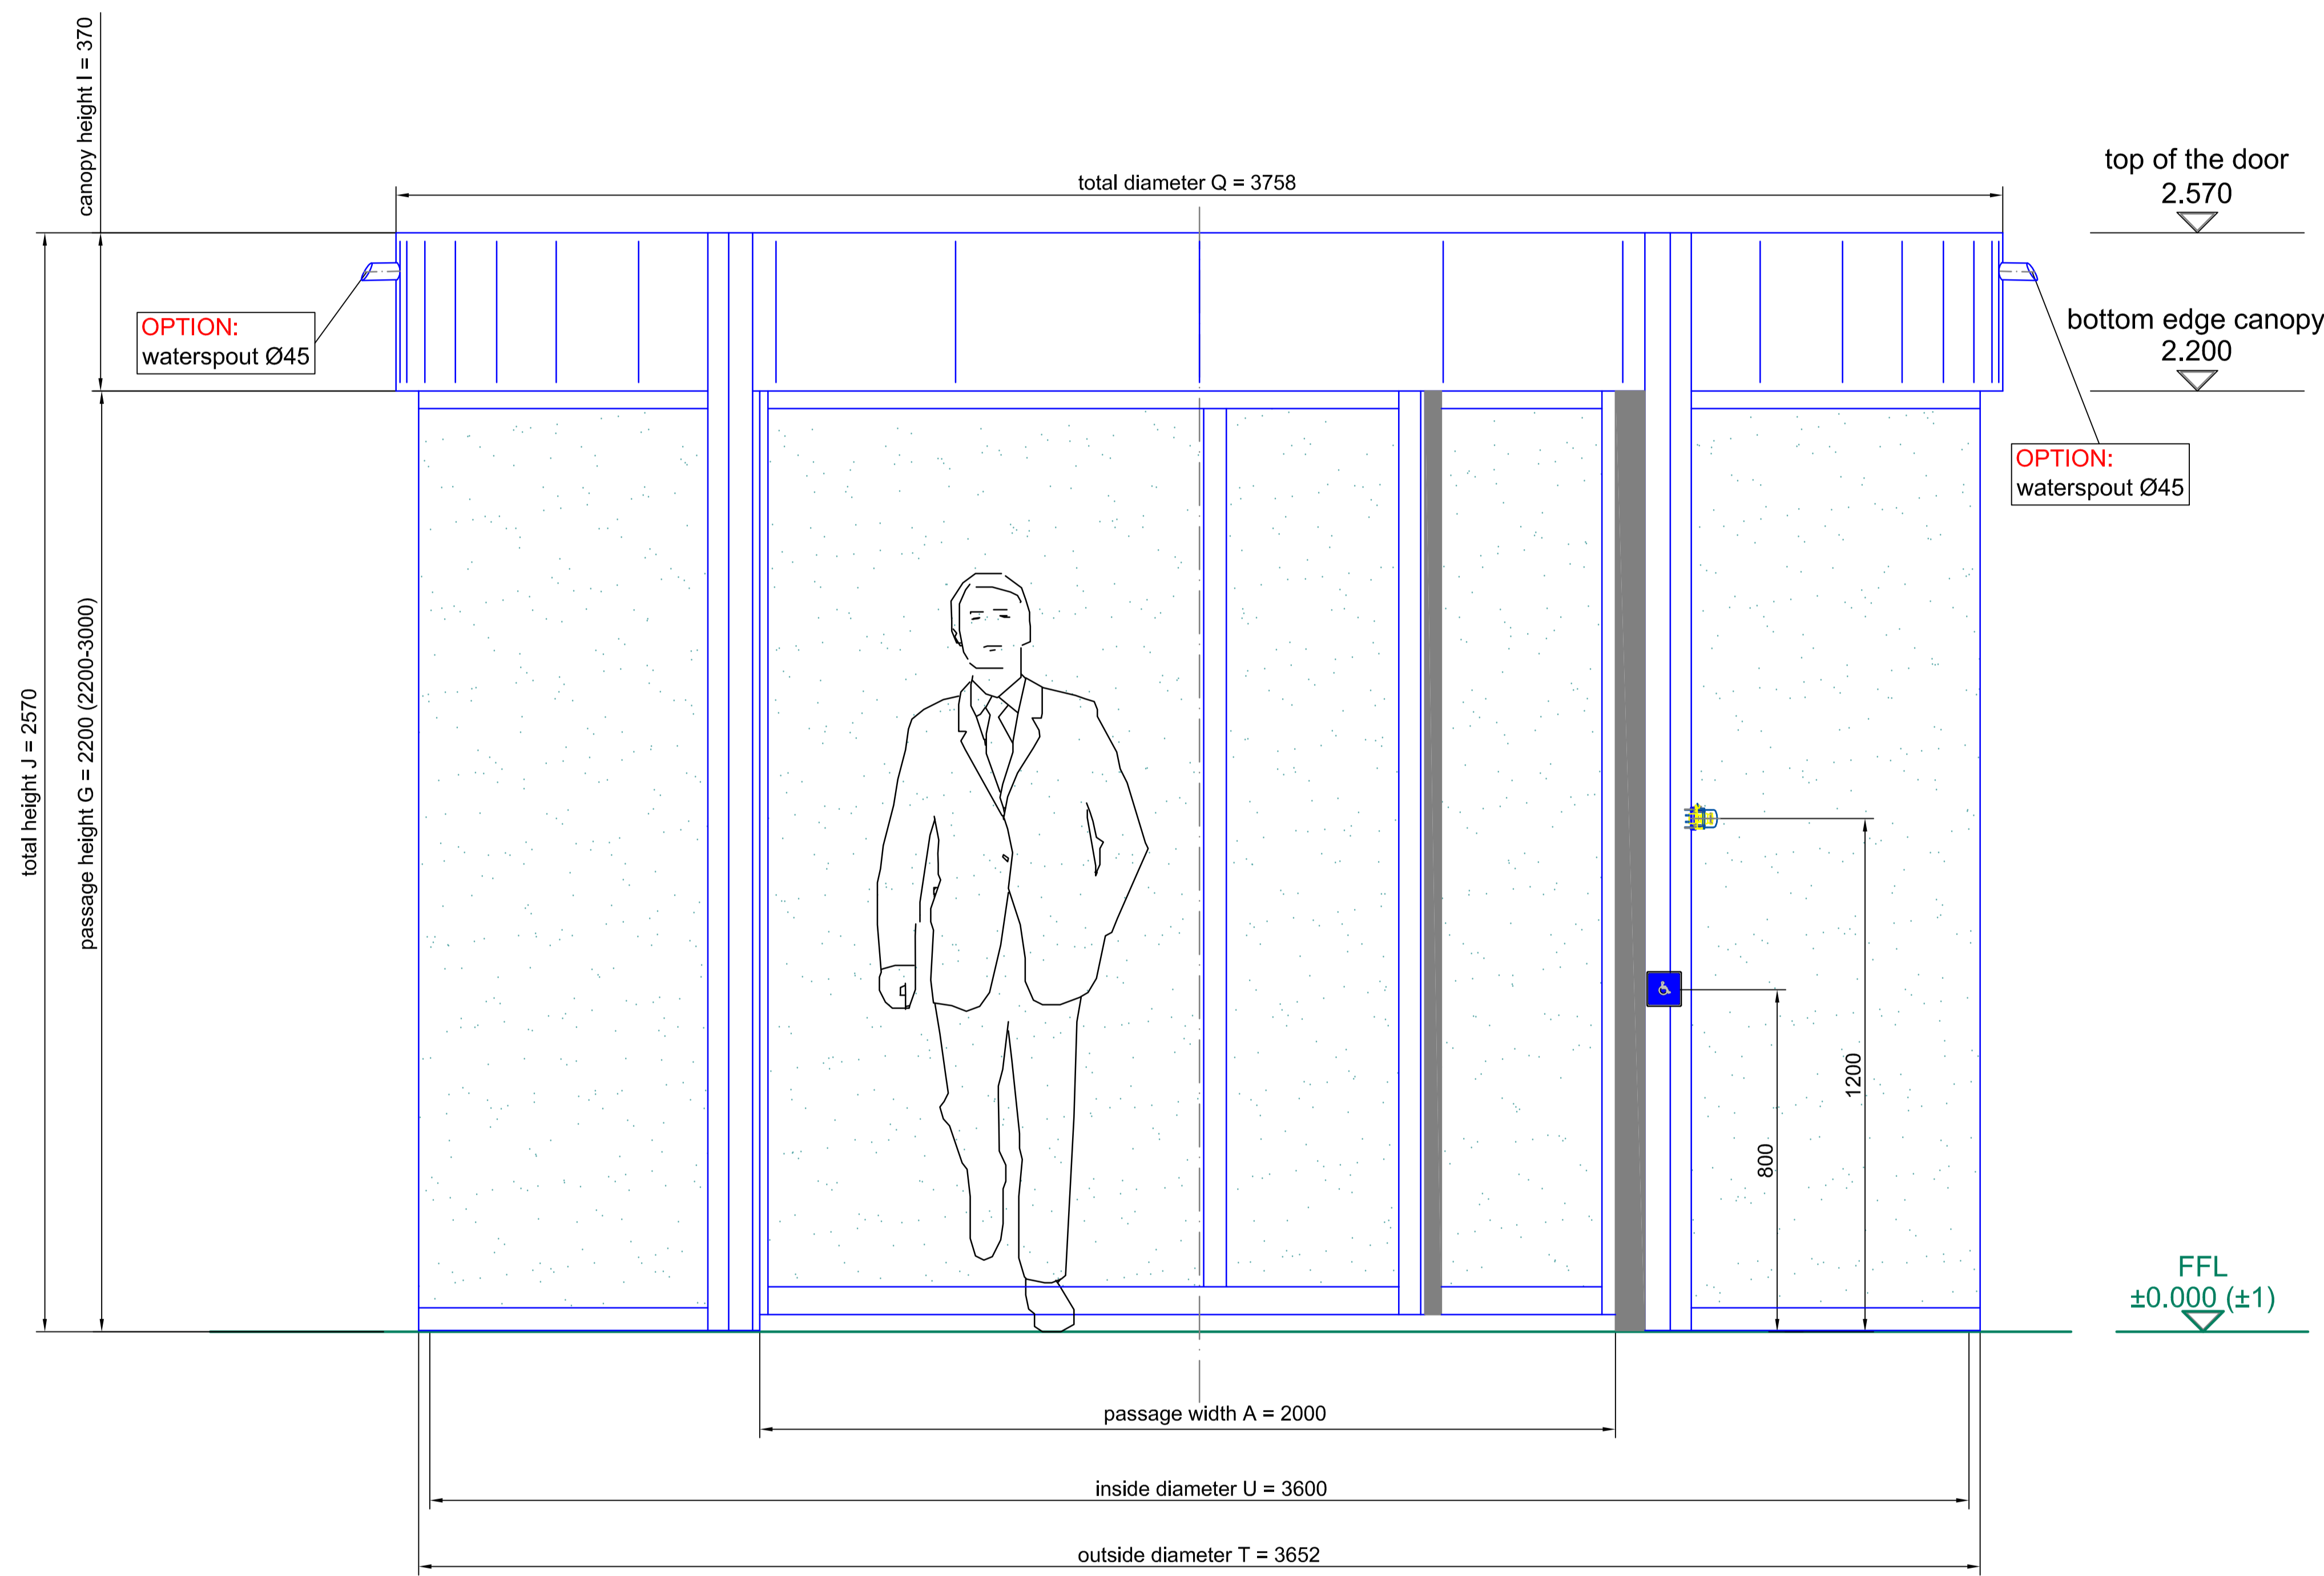 canopy height I = 370
total diameter Q = 3758
top of the door
2.570
OPTION:
waterspout Ø45
bottom edge canopy
2.200
OPTION:
waterspout Ø45
total height J = 2570
passage height G = 2200 (2200-3000)
800
1200
FFL
±0.000 (±1)
passage width A = 2000
inside diameter U = 3600
outside diameter T = 3652